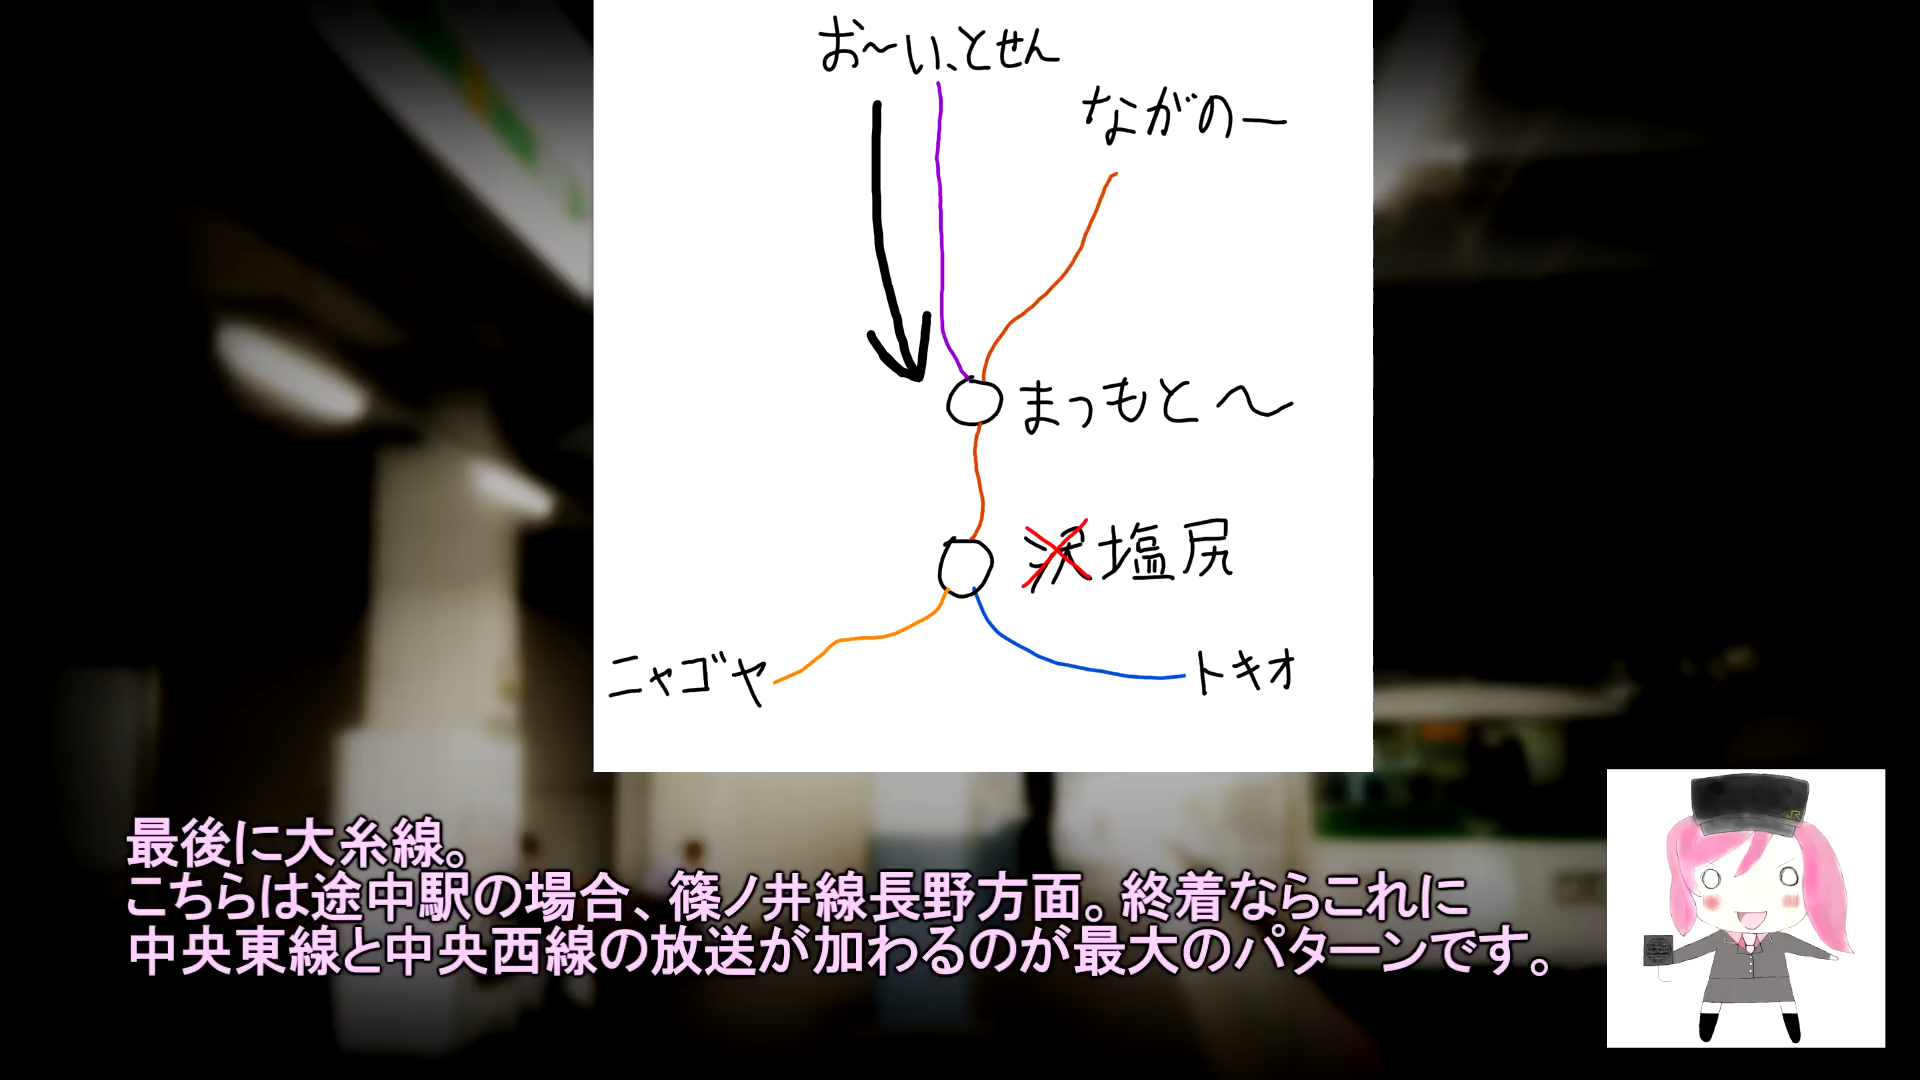 お〜い、とせん
ながのー
まつもと〜
塩尻
ニャゴヤ
トキオ
JR
最後に大糸線。
こちらは途中駅の場合、篠ノ井線長野方面。終着ならこれに
中央東線と中央西線の放送が加わるのが最大のパターンです。